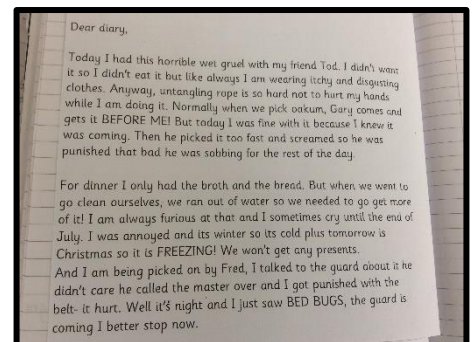 Dear diary,
Today I had this horrible wet gruel with my friend Tod. I didn't want
it so I didn't eat it but like always I am wearing itchy and disgusting
clothes. Anyway, untangling rope is so hard not to hurt my hands
while I am doing it. Normally when we pick oakum, Gary comes and
gets it BEFORE ME! But today I was fine with it because I knew it
was coming. Then he picked it too fast and screamed so he was
punished that bad he was sobbing for the rest of the day.
For dinner I only had the broth and the bread. But when we went to
go clean ourselves, we ran out of water so we needed to go get more
of it! I am always furious at that and I sometimes cry until the end of
July. I was annoyed and its winter so its cold plus tomorrow is
Christmas so it is FREEZING! We won't get any presents.
And I am being picked on by Fred, I talked to the guard about it he
didn't care he called the master over and I got punished with the
belt- it hurt. Well it's night and I just saw BED BUGS, the guard is
coming I better stop now.